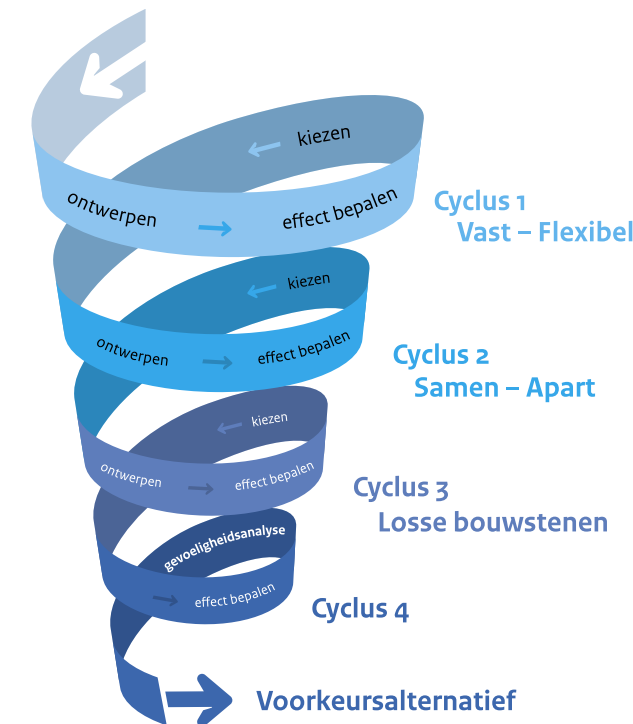 kiezen
ontwerpen
effect bepalen
Cyclus 1
Vast – Flexibel
kiezen
ontwerpen
effect bepalen
Cyclus 2
Samen – Apart
kiezen
ontwerpen
effect bepalen
Cyclus 3
Losse bouwstenen
gevoeligheidsanalyse
effect bepalen
Cyclus 4
Voorkeursalternatief